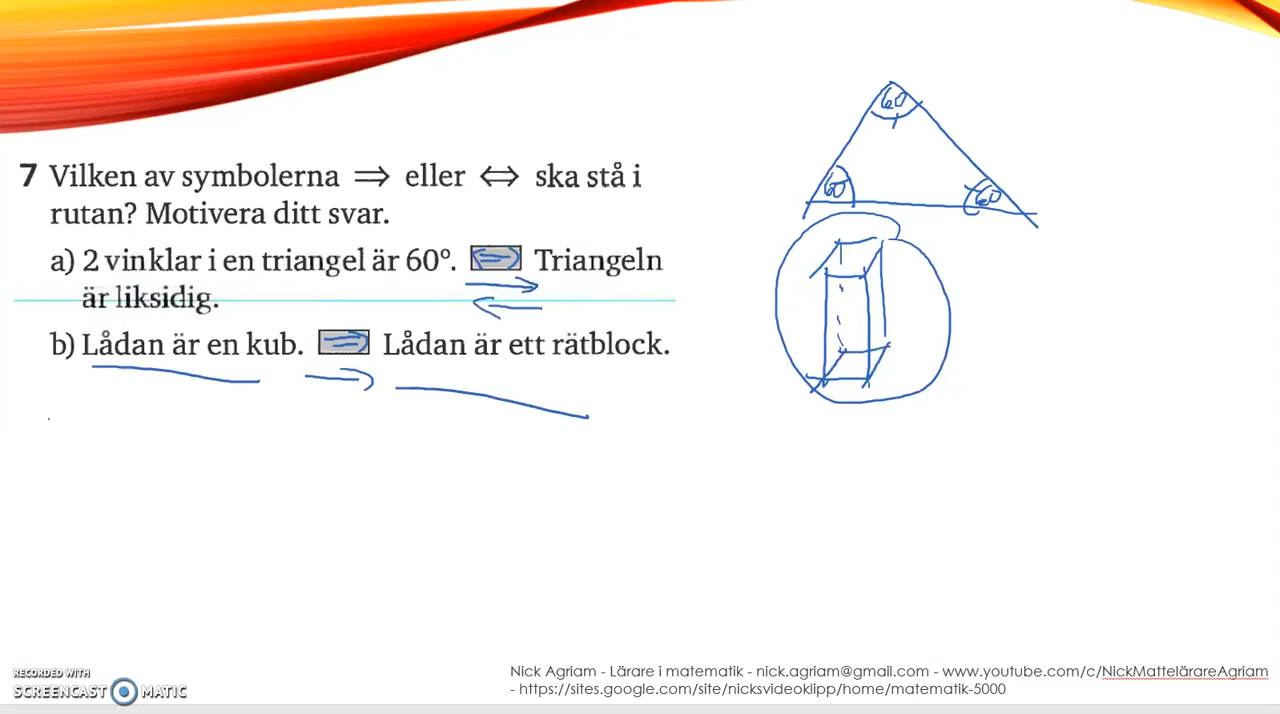 7 Vilken av symbolerna ⇒ eller ⇔ ska stå i
rutan? Motivera ditt svar.
a) 2 vinklar i en triangel är 60°. ⇔ Triangeln
är liksidig.
b) Lådan är en kub. ⇒ Lådan är ett rätblock.
60
60
60
RECORDED WITH
SCREENCAST MATIC
Nick Agriam - Lärare i matematik - nick.agriam@gmail.com - www.youtube.com/c/NickMattelärareAgriam
- https://sites.google.com/site/nicksvideoklipp/home/matematik-5000